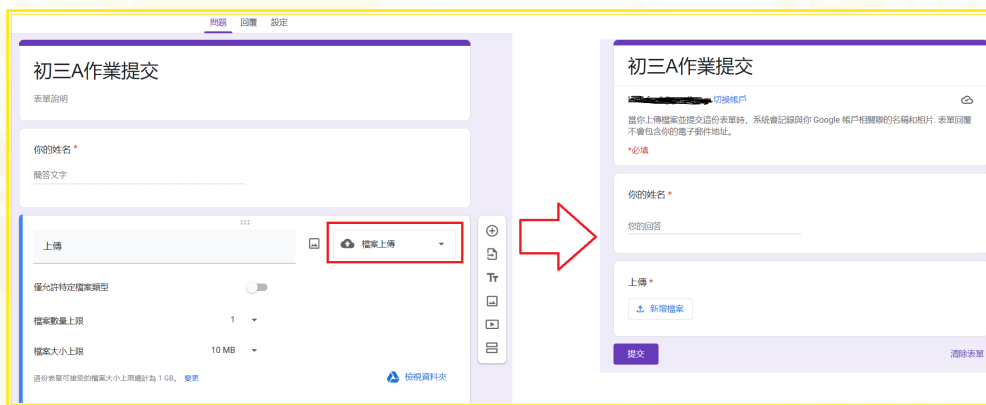 問題 回覆 設定
初三A作業提交
表單說明
你的姓名 *
簡答文字
上傳
檔案上傳
僅允許特定檔案類型
檔案數量上限 1
檔案大小上限 10 MB
這份表單可接受的檔案大小上限總計為 1 GB。 變更
檢視資料夾
Tт
初三A作業提交
切換帳戶
當你上傳檔案並提交這份表單時，系統會記錄與你 Google 帳戶相關聯的名稱和相片. 表單回覆
不會包含你的電子郵件地址。
*必填
你的姓名 *
您的回答
上傳 *
新增檔案
提交
清除表單